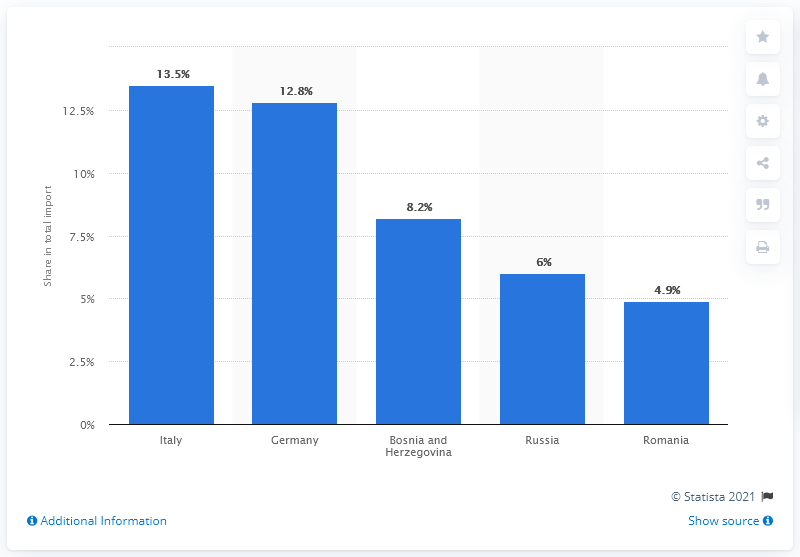 13.5%
12.8%
12.5%
10%
8.2%
7.5%
6%
5%
4.9%
2.5%
0%
Share in total import
Italy
Germany
Bosnia and
Herzegovina
Russia
Romania
© Statista 2021
Additional Information
Show source